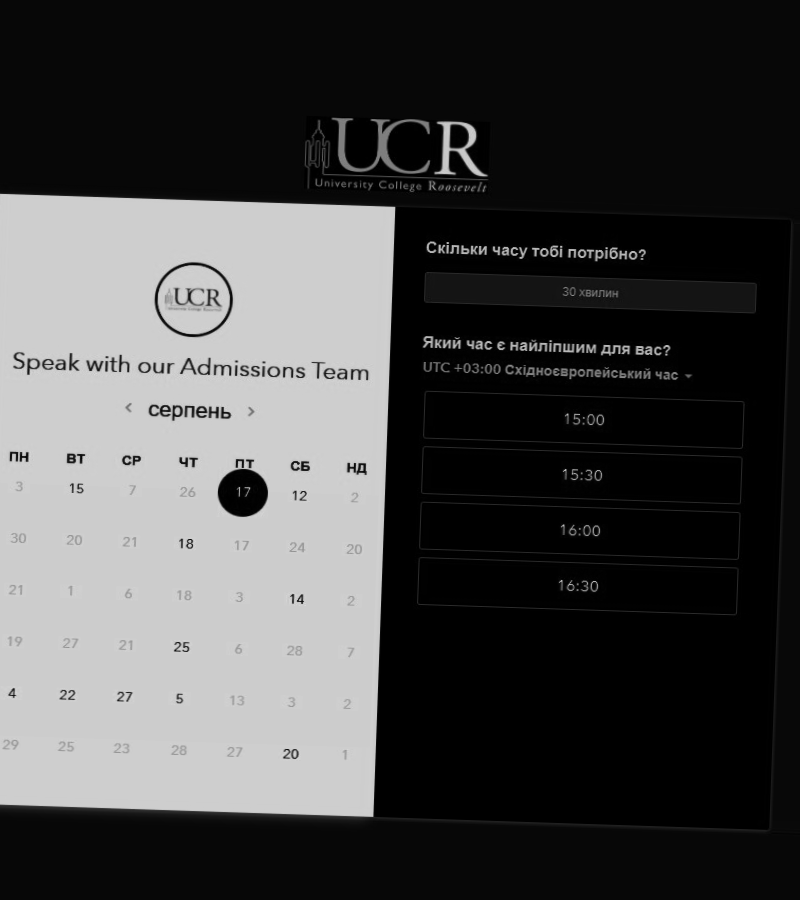 UCR
University College Roosevelt
UCR
University College Roosevelt
Speak with our Admissions Team
‹ серпень ›
ПН ВТ СР ЧТ ПТ СБ НД
3 15 7 26 17 12 2
30 20 21 18 17 24 20
21 1 6 18 3 14 2
19 27 21 25 6 28 7
4 22 27 5 13 3 2
29 25 23 28 27 20 1
Скільки часу тобі потрібно?
30 хвилин
Який час є найліпшим для вас?
UTC +03:00 Східноєвропейський час
15:00
15:30
16:00
16:30